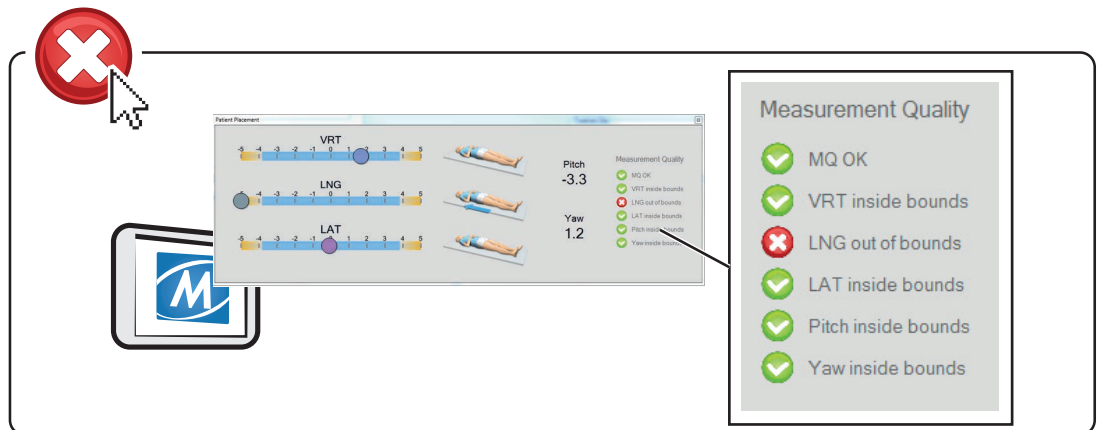 Patient Placement
VRT
-5 -4 -3 -2 -1 0 1 2 3 4 5
LNG
-4 -3 -2 -1 0 1 2 3 4 5
LAT
-5 -4 -3 -2 -1 0 1 2 3 4 5
Pitch
-3.3
Yaw
1.2
Measurement Quality
MQ OK
VRT inside bounds
LNG out of bounds
LAT inside bounds
Pitch inside bounds
Yaw inside bounds
M
Measurement Quality
MQ OK
VRT inside bounds
LNG out of bounds
LAT inside bounds
Pitch inside bounds
Yaw inside bounds